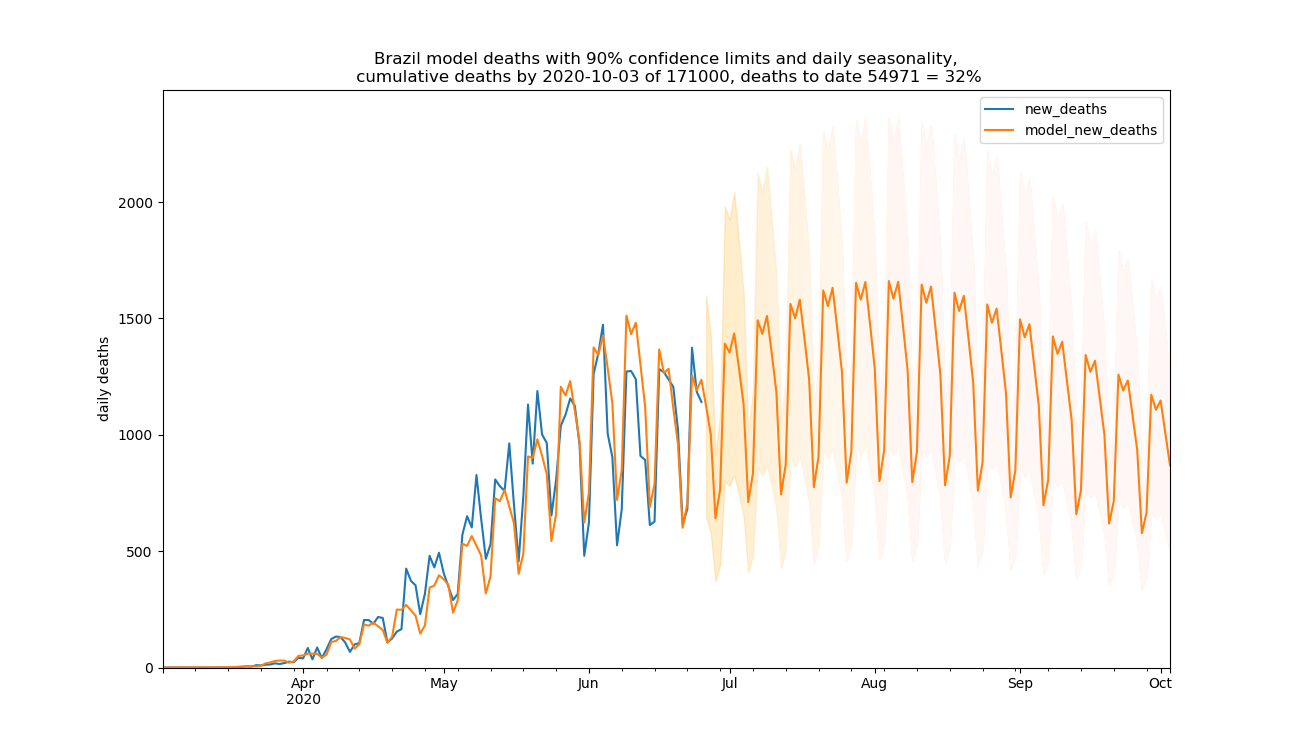 Brazil model deaths with 90% confidence limits and daily seasonality,
cumulative deaths by 2020-10-03 of 171000, deaths to date 54971 = 32%
new_deaths
model_new_deaths
daily deaths
2000
1500
1000
500
0
Apr May Jun Jul Aug Sep Oct
2020